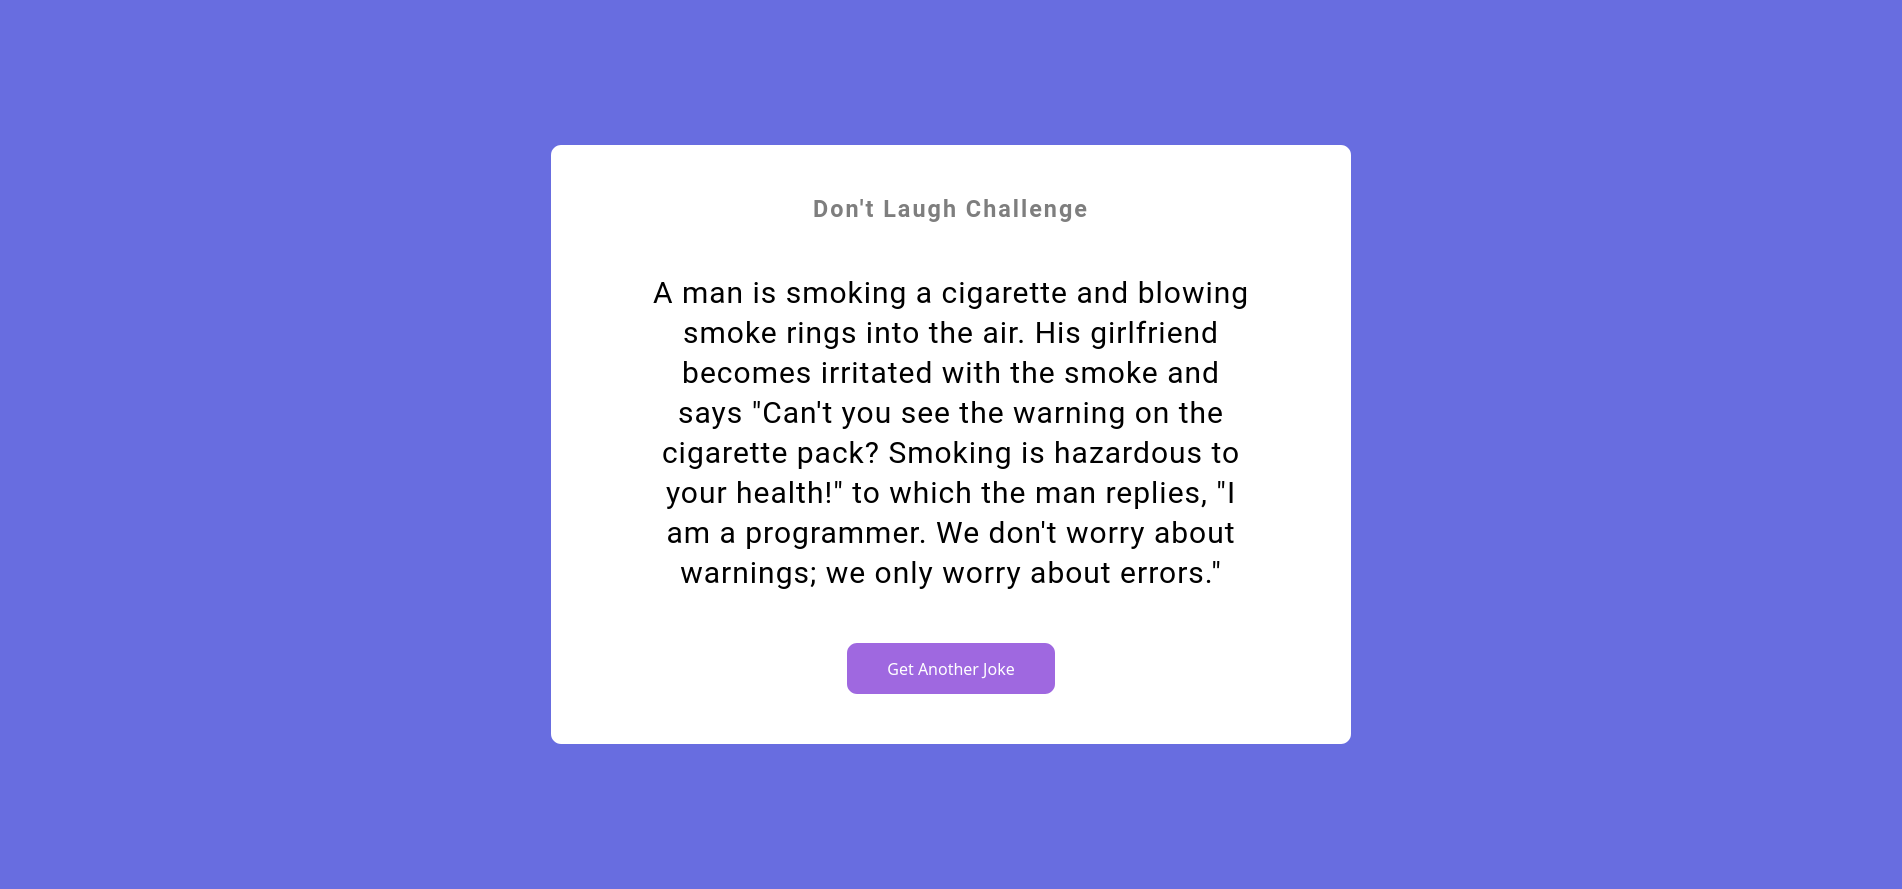 Don't Laugh Challenge
A man is smoking a cigarette and blowing
smoke rings into the air. His girlfriend
becomes irritated with the smoke and
says "Can't you see the warning on the
cigarette pack? Smoking is hazardous to
your health!" to which the man replies, "I
am a programmer. We don't worry about
warnings; we only worry about errors."
Get Another Joke